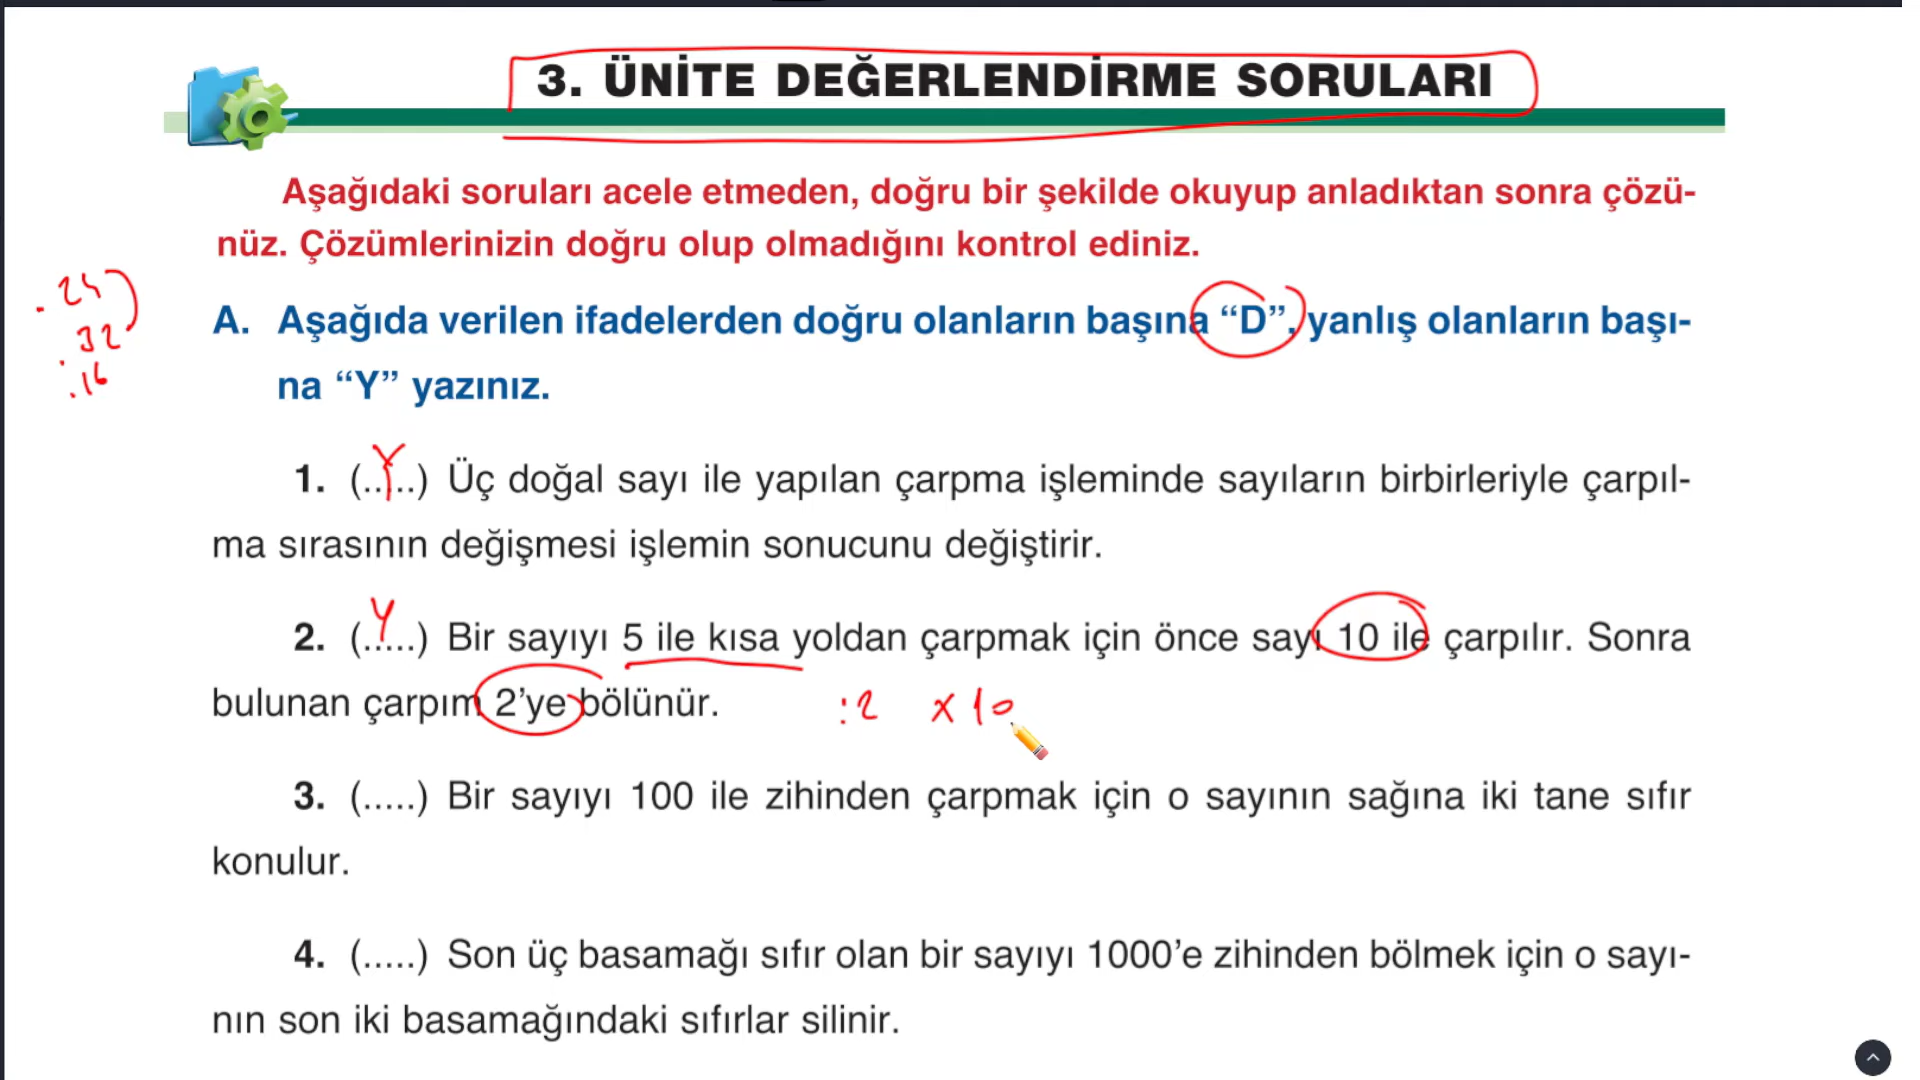 3. ÜNİTE DEĞERLENDİRME SORULARI
Aşağıdaki soruları acele etmeden, doğru bir şekilde okuyup anladıktan sonra çözü-
nüz. Çözümlerinizin doğru olup olmadığını kontrol ediniz.
. 24
32
: 16
A. Aşağıda verilen ifadelerden doğru olanların başına “D”, yanlış olanların başı-
na “Y” yazınız.
1. (..Y..) Üç doğal sayı ile yapılan çarpma işleminde sayıların birbirleriyle çarpıl-
ma sırasının değişmesi işlemin sonucunu değiştirir.
2. (..Y..) Bir sayıyı 5 ile kısa yoldan çarpmak için önce sayı 10 ile çarpılır. Sonra
bulunan çarpım 2’ye bölünür. :2 x10
3. (.....) Bir sayıyı 100 ile zihinden çarpmak için o sayının sağına iki tane sıfır
konulur.
4. (.....) Son üç basamağı sıfır olan bir sayıyı 1000’e zihinden bölmek için o sayı-
nın son iki basamağındaki sıfırlar silinir.